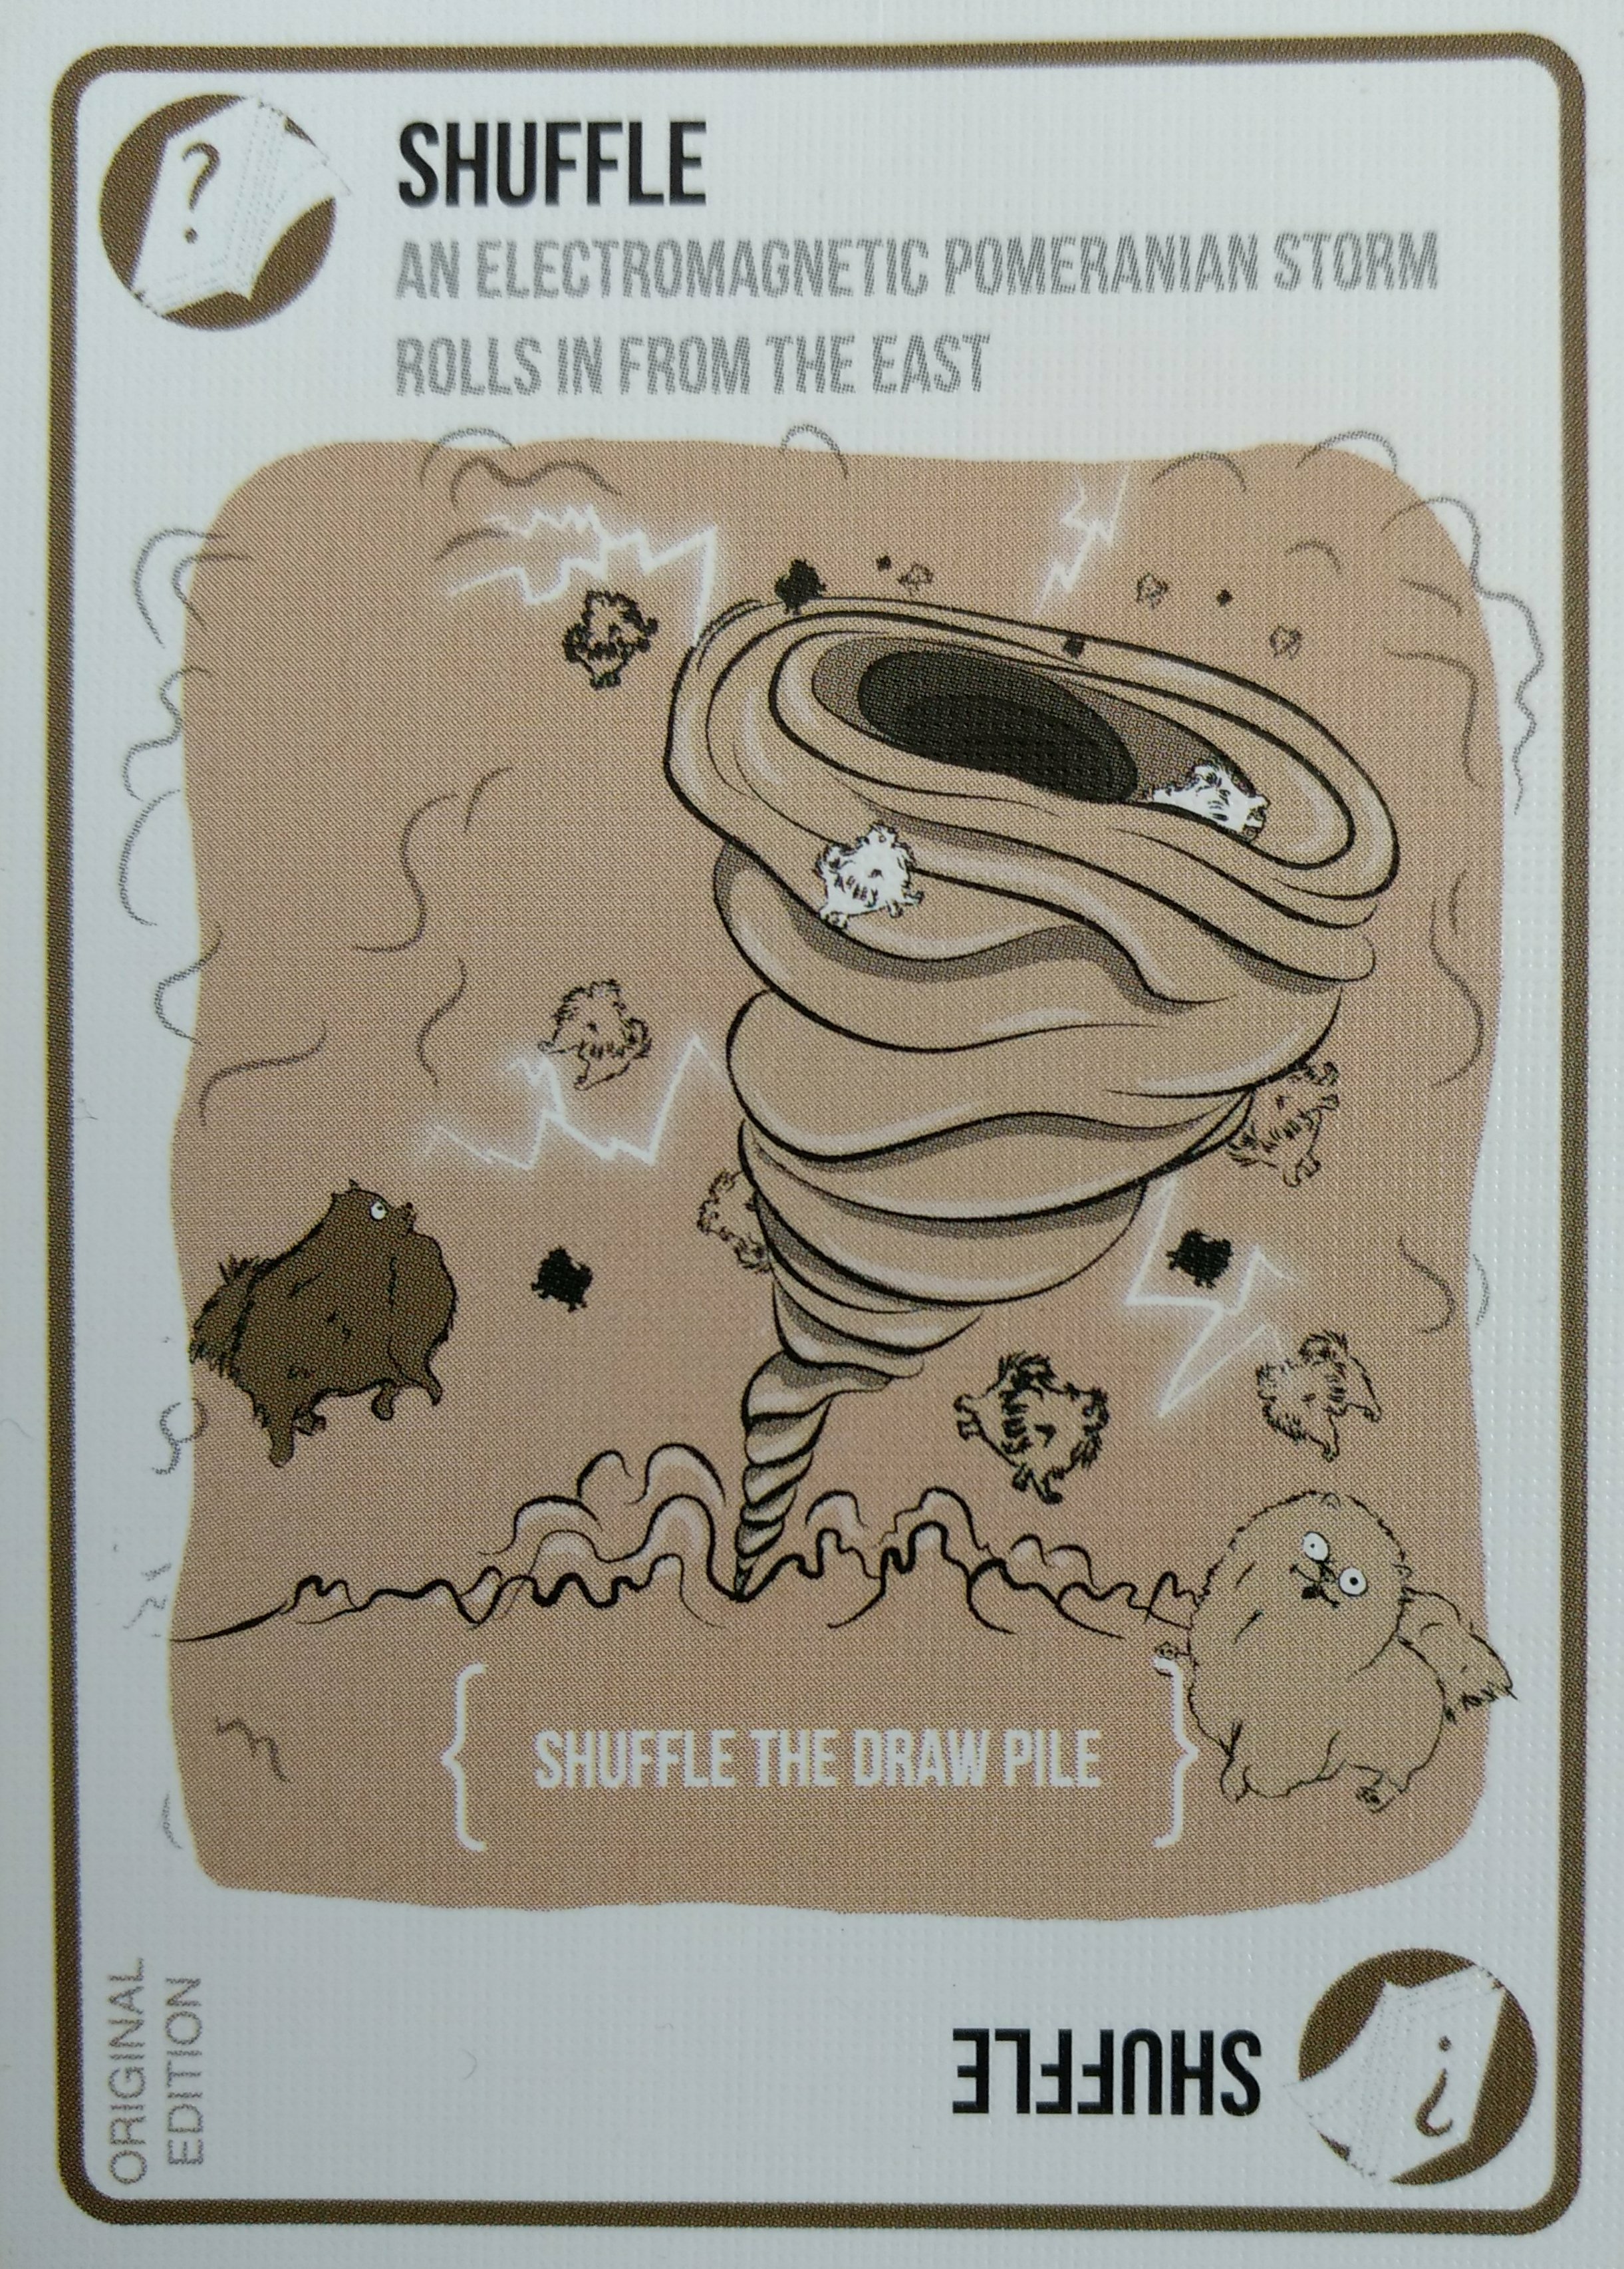 ?
SHUFFLE
AN ELECTROMAGNETIC POMERANIAN STORM
ROLLS IN FROM THE EAST
{ SHUFFLE THE DRAW PILE }
ORIGINAL
EDITION
SHUFFLE
?